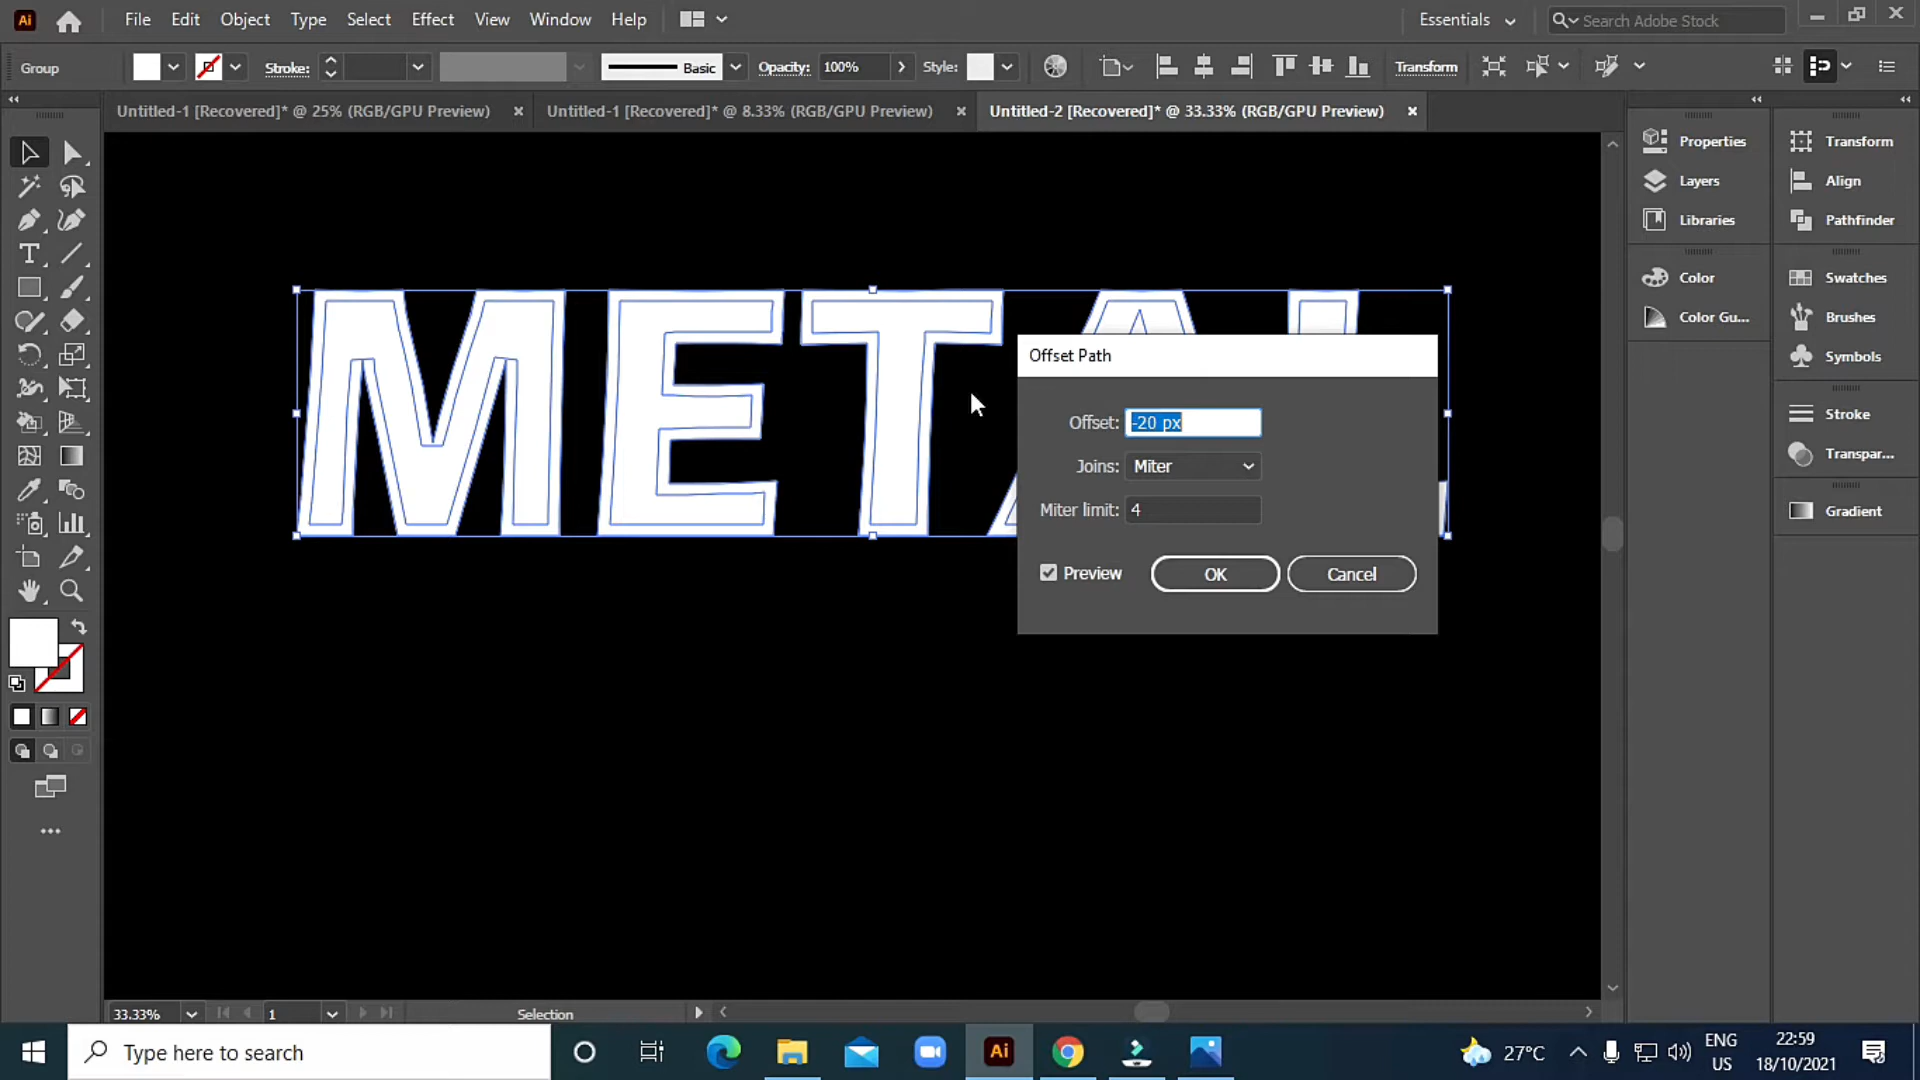 Ai File Edit Object Type Select Effect View Window Help Essentials Search Adobe Stock
Group Stroke: Basic Opacity: 100% Style: Transform
Untitled-1 [Recovered]* @ 25% (RGB/GPU Preview) Untitled-1 [Recovered]* @ 8.33% (RGB/GPU Preview) Untitled-2 [Recovered]* @ 33.33% (RGB/GPU Preview)
Properties Transform
Layers Align
Libraries Pathfinder
Color Swatches
Color Gu... Brushes
Symbols
Stroke
Transpar...
Gradient
METAL
Offset Path
Offset: -20 px
Joins: Miter
Miter limit: 4
Preview OK Cancel
33.33% 1 Selection
Type here to search Ai 27°C ENG 22:59
US 18/10/2021